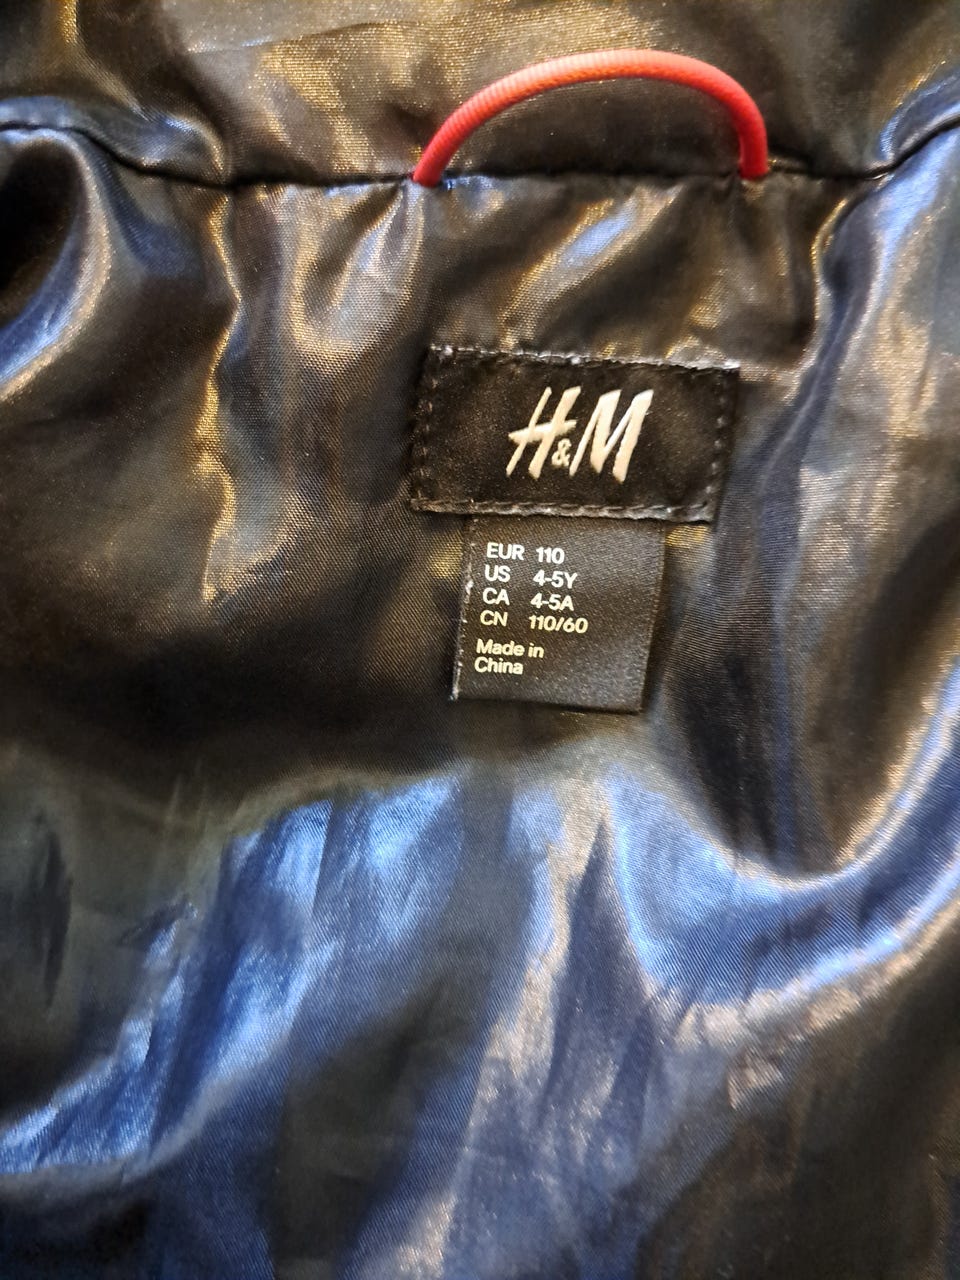 H&M
EUR 110
US 4-5Y
CA 4-5A
CN 110/60
Made in
China